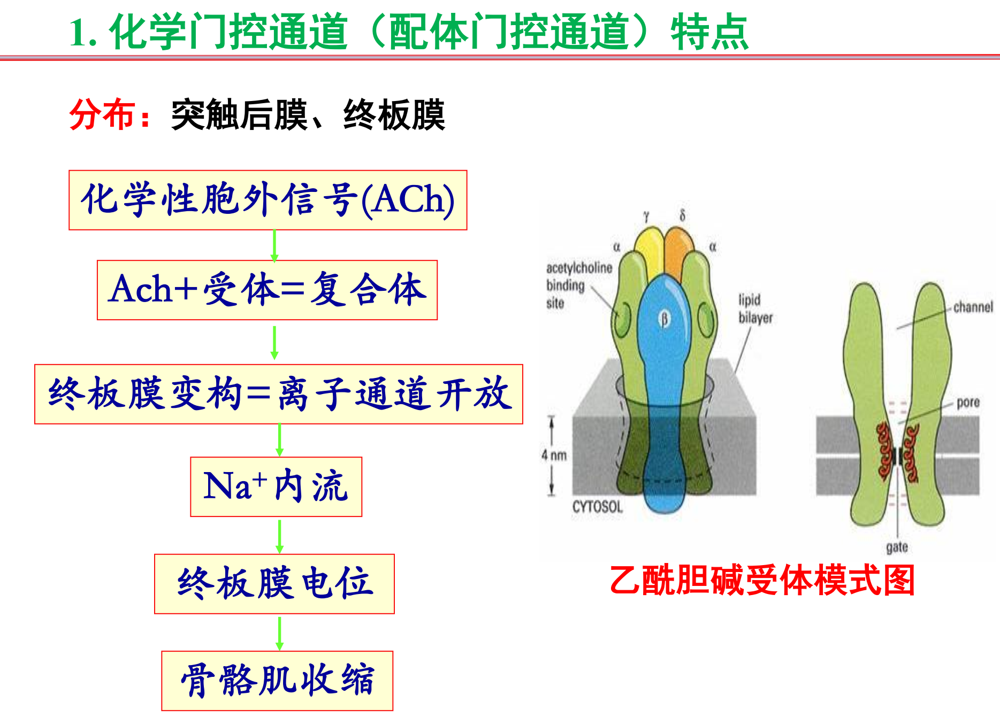 1. 化学门控通道（配体门控通道）特点
分布：突触后膜、终板膜
化学性胞外信号(ACh)
Ach+受体=复合体
终板膜变构=离子通道开放
Na⁺内流
终板膜电位
骨骼肌收缩
γ δ
α α
acetylcholine
binding
site
β
lipid
bilayer
4 nm
CYTOSOL
channel
pore
gate
乙酰胆碱受体模式图